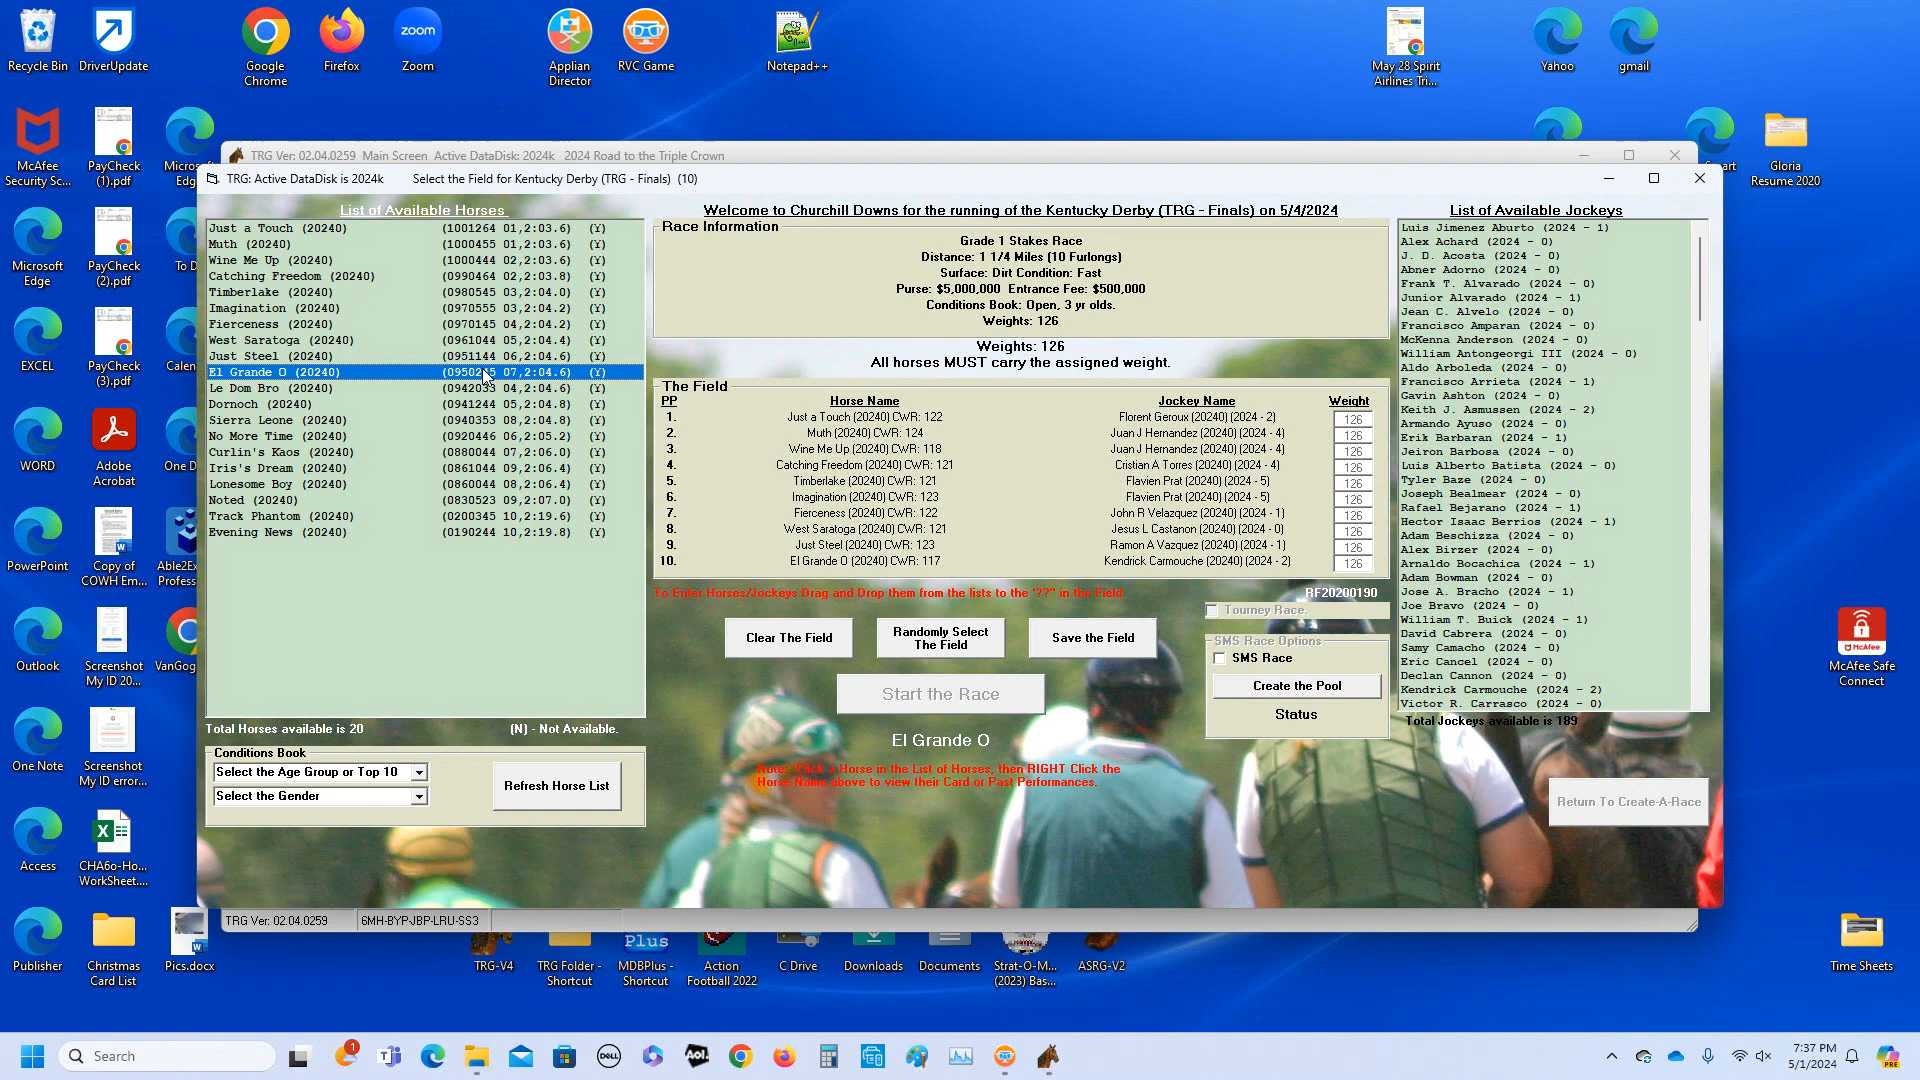 Recycle Bin
DriverUpdate
Google
Chrome
Firefox
zoom
Zoom
Applian
Director
RVC Game
Notepad++
May 28 Spirit
Airlines Tri...
Yahoo
gmail
McAfee
Security Sc...
PayCheck
(1).pdf
Gloria
Resume 2020
TRG Ver: 02.04.0259 Main Screen Active DataDisk: 2024k 2024 Road to the Triple Crown
TRG: Active DataDisk is 2024k Select the Field for Kentucky Derby (TRG - Finals) (10)
List of Available Horses
Just a Touch (20240) (1001264 01,2:03.6) (Y)
Muth (20240) (1000455 01,2:03.6) (Y)
Wine Me Up (20240) (1000444 02,2:03.6) (Y)
Catching Freedom (20240) (0990464 02,2:03.8) (Y)
Timberlake (20240) (0980545 03,2:04.0) (Y)
Imagination (20240) (0970555 03,2:04.2) (Y)
Fierceness (20240) (0970145 04,2:04.2) (Y)
West Saratoga (20240) (0961044 05,2:04.4) (Y)
Just Steel (20240) (0951144 06,2:04.6) (Y)
El Grande O (20240) 07,2:04.6) (Y)
Le Dom Bro (20240) (0942033 04,2:04.6) (Y)
Dornoch (20240) (0941244 05,2:04.8) (Y)
Sierra Leone (20240) (0940353 08,2:04.8) (Y)
No More Time (20240) (0920446 06,2:05.2) (Y)
Curlin's Kaos (20240) (0880044 07,2:06.0) (Y)
Iris's Dream (20240) (0861044 09,2:06.4) (Y)
Lonesome Boy (20240) (0860044 08,2:06.4) (Y)
Noted (20240) (0830523 09,2:07.0) (Y)
Track Phantom (20240) (0200345 10,2:19.6) (Y)
Evening News (20240) (0190244 10,2:19.8) (Y)
Total Horses available is 20 (N) - Not Available.
Conditions Book
Select the Age Group or Top 10
Select the Gender
Refresh Horse List
Welcome to Churchill Downs for the running of the Kentucky Derby (TRG - Finals) on 5/4/2024
Race Information
Grade 1 Stakes Race
Distance: 1 1/4 Miles (10 Furlongs)
Surface: Dirt Condition: Fast
Purse: $5,000,000 Entrance Fee: $500,000
Conditions Book: Open, 3 yr olds.
Weights: 126
Weights: 126
All horses MUST carry the assigned weight.
The Field
PP Horse Name Jockey Name Weight
1. Just a Touch (20240) CWR: 122 Florent Geroux (20240) (2024 - 2) 126
2. Muth (20240) CWR: 124 Juan J Hernandez (20240) (2024 - 4) 126
3. Wine Me Up (20240) CWR: 118 Juan J Hernandez (20240) (2024 - 4) 126
4. Catching Freedom (20240) CWR: 121 Cristian A Torres (20240) (2024 - 4) 126
5. Timberlake (20240) CWR: 121 Flavien Prat (20240) (2024 - 5) 126
6. Imagination (20240) CWR: 123 Flavien Prat (20240) (2024 - 5) 126
7. Fierceness (20240) CWR: 122 John R Velazquez (20240) (2024 - 1) 126
8. West Saratoga (20240) CWR: 121 Jesus L Castanon (20240) (2024 - 0) 126
9. Just Steel (20240) CWR: 123 Ramon A Vazquez (20240) (2024 - 1) 126
10. El Grande O (20240) CWR: 117 Kendrick Carmouche (20240) (2024 - 2) 126
To Enter Horses/Jockeys Drag and Drop them from the lists to the "??" in the Field.
RF20200190
Tourney Race.
Clear The Field
Randomly Select
The Field
Save the Field
SMS Race Options
SMS Race
Create the Pool
Status
Start the Race
El Grande O
Note: Click a Horse in the List of Horses, then RIGHT Click the
Horse Name above to view their Card or Past Performances.
List of Available Jockeys
Luis Jimenez Aburto (2024 - 1)
Alex Achard (2024 - 0)
J. D. Acosta (2024 - 0)
Abner Adorno (2024 - 0)
Frank T. Alvarado (2024 - 0)
Junior Alvarado (2024 - 1)
Jean C. Alvelo (2024 - 0)
Francisco Amparan (2024 - 0)
McKenna Anderson (2024 - 0)
William Antongeorgi III (2024 - 0)
Aldo Arboleda (2024 - 0)
Francisco Arrieta (2024 - 1)
Gavin Ashton (2024 - 0)
Keith J. Asmussen (2024 - 2)
Armando Ayuso (2024 - 0)
Erik Barbaran (2024 - 1)
Jeiron Barbosa (2024 - 0)
Luis Alberto Batista (2024 - 0)
Tyler Baze (2024 - 0)
Joseph Bealmear (2024 - 0)
Rafael Bejarano (2024 - 1)
Hector Isaac Berrios (2024 - 1)
Adam Beschizza (2024 - 0)
Alex Birzer (2024 - 0)
Arnaldo Bocachica (2024 - 1)
Adam Bowman (2024 - 0)
Jose A. Bracho (2024 - 1)
Joe Bravo (2024 - 0)
William T. Buick (2024 - 1)
David Cabrera (2024 - 0)
Samy Camacho (2024 - 0)
Eric Cancel (2024 - 0)
Declan Cannon (2024 - 0)
Kendrick Carmouche (2024 - 2)
Victor R. Carrasco (2024 - 0)
Total Jockeys available is 189
Return To Create-A-Race
TRG Ver: 02.04.0259 6MH-BYP-JBP-LRU-SS3
Microsoft
Edge
PayCheck
(2).pdf
To D
EXCEL
PayCheck
(3).pdf
Calen
WORD
Adobe
Acrobat
One D
PowerPoint
Copy of
COWH Em...
Able2Ex
Profess
Outlook
Screenshot
My ID 20...
VanGog
One Note
Screenshot
My ID error...
Access
CHA6o-Ho...
WorkSheet....
Publisher
Christmas
Card List
Pics.docx
TRG-V4
TRG Folder -
Shortcut
Plus
MDBPlus -
Shortcut
Action
Football 2022
C Drive
Downloads
Documents
Strat-O-M...
(2023) Bas...
ASRG-V2
McAfee
McAfee Safe
Connect
Time Sheets
Search
1
DELL
Aol.
7:37 PM
5/1/2024
PRE